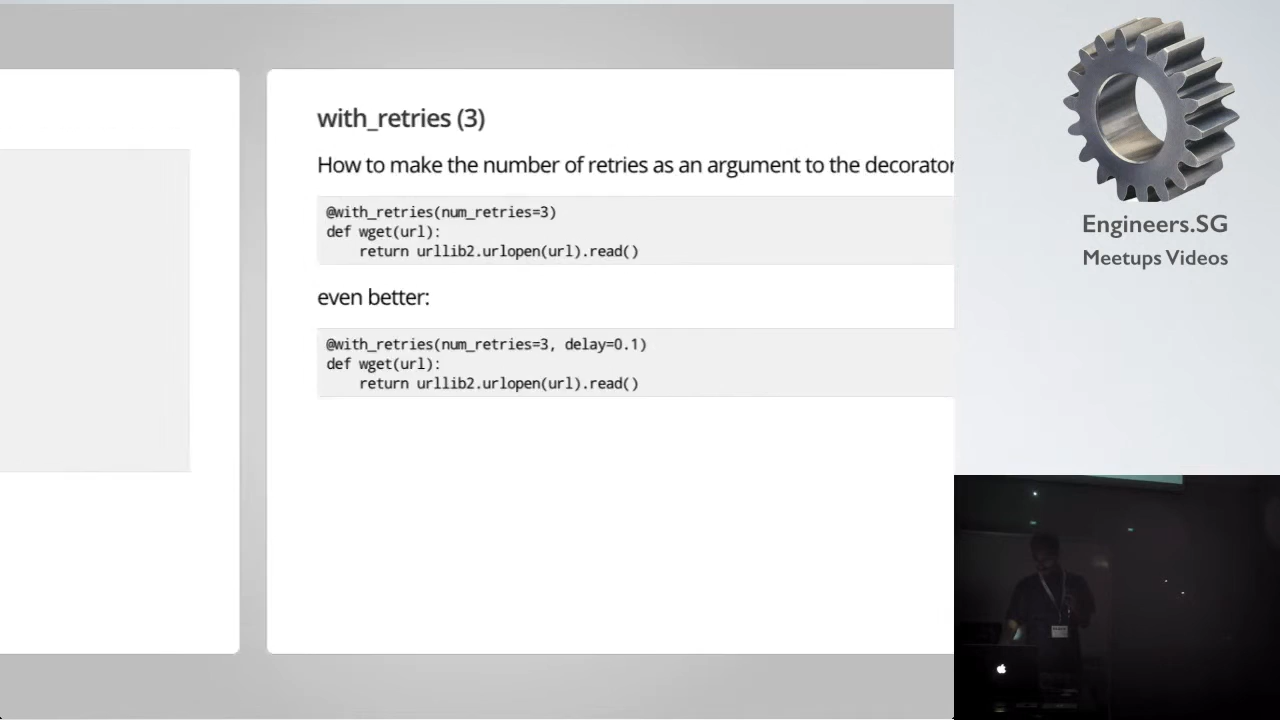 with_retries (3)
How to make the number of retries as an argument to the decorator
@with_retries(num_retries=3)
def wget(url):
    return urllib2.urlopen(url).read()
even better:
@with_retries(num_retries=3, delay=0.1)
def wget(url):
    return urllib2.urlopen(url).read()
Engineers.SG
Meetups Videos